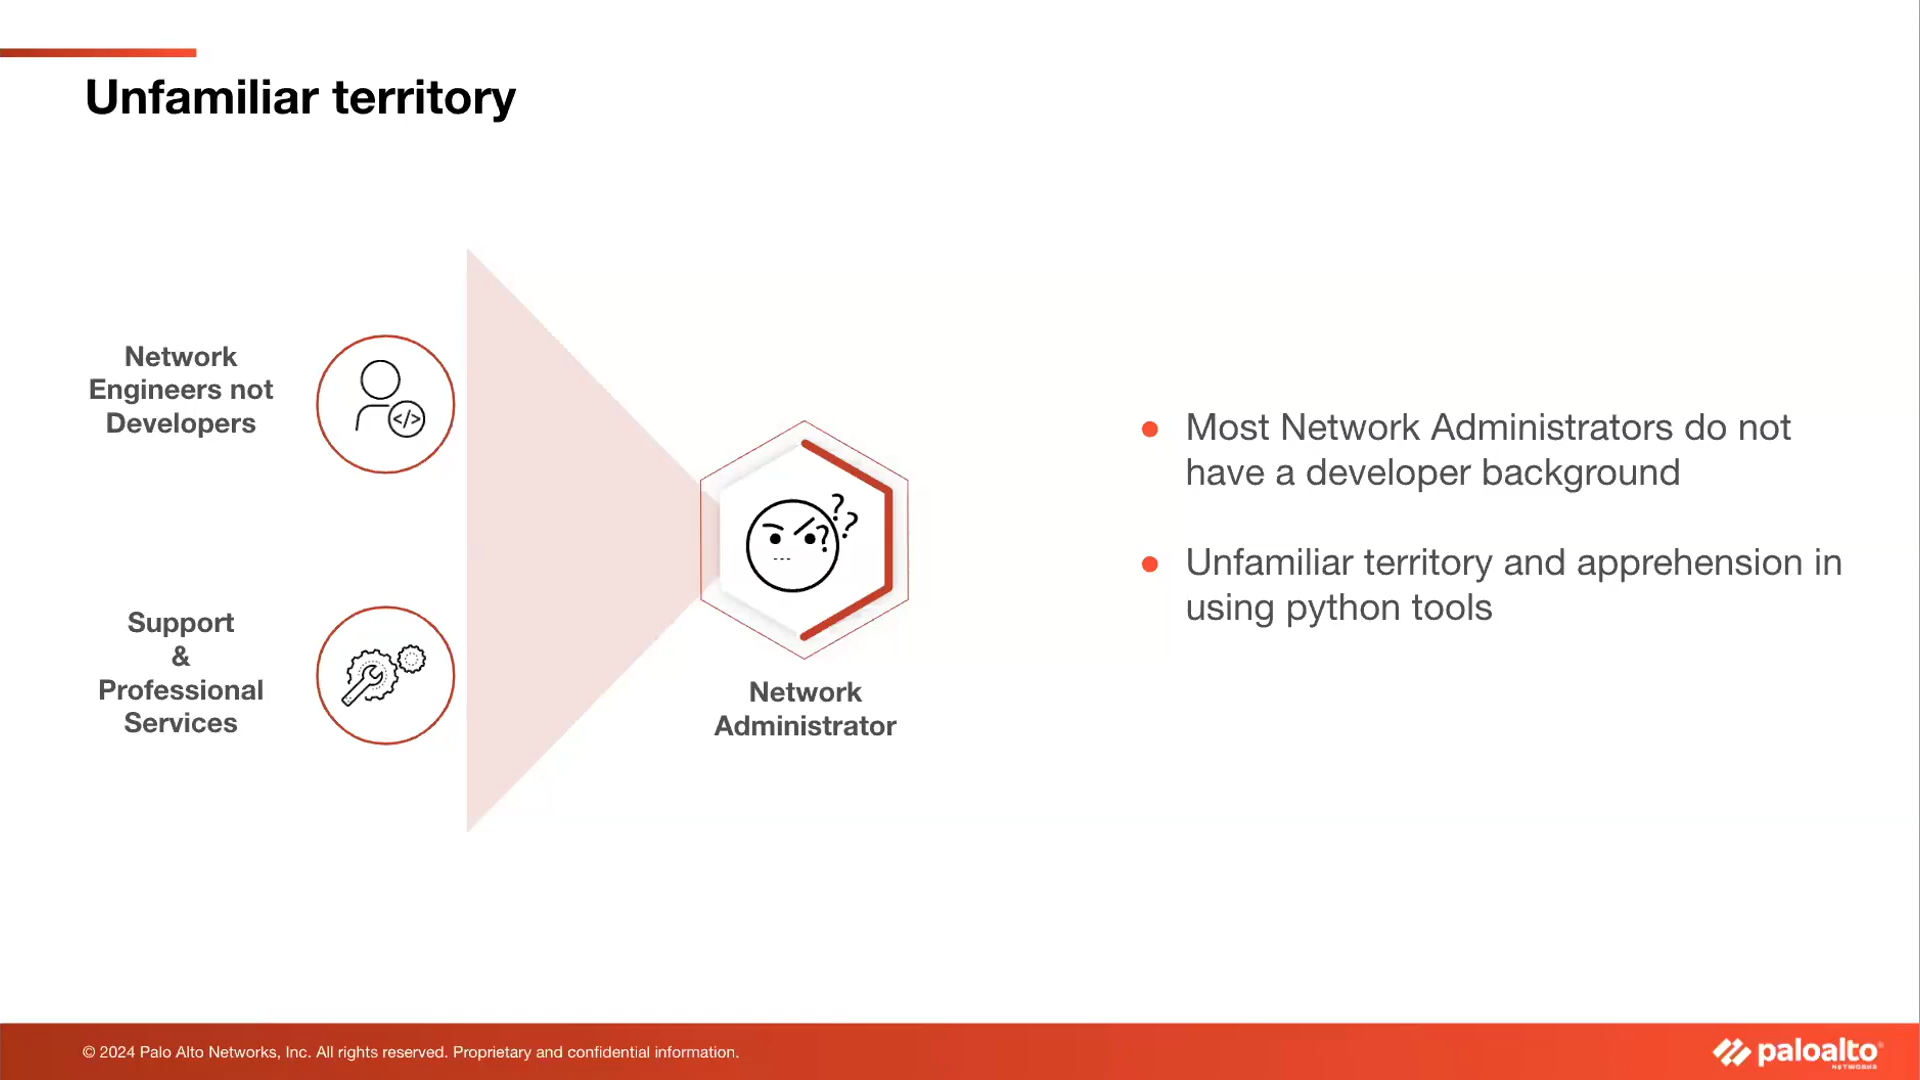 Unfamiliar territory
Network
Engineers not
Developers
</>
Support
&
Professional
Services
???
Network
Administrator
● Most Network Administrators do not
have a developer background
● Unfamiliar territory and apprehension in
using python tools
© 2024 Palo Alto Networks, Inc. All rights reserved. Proprietary and confidential information.
paloalto®
NETWORKS